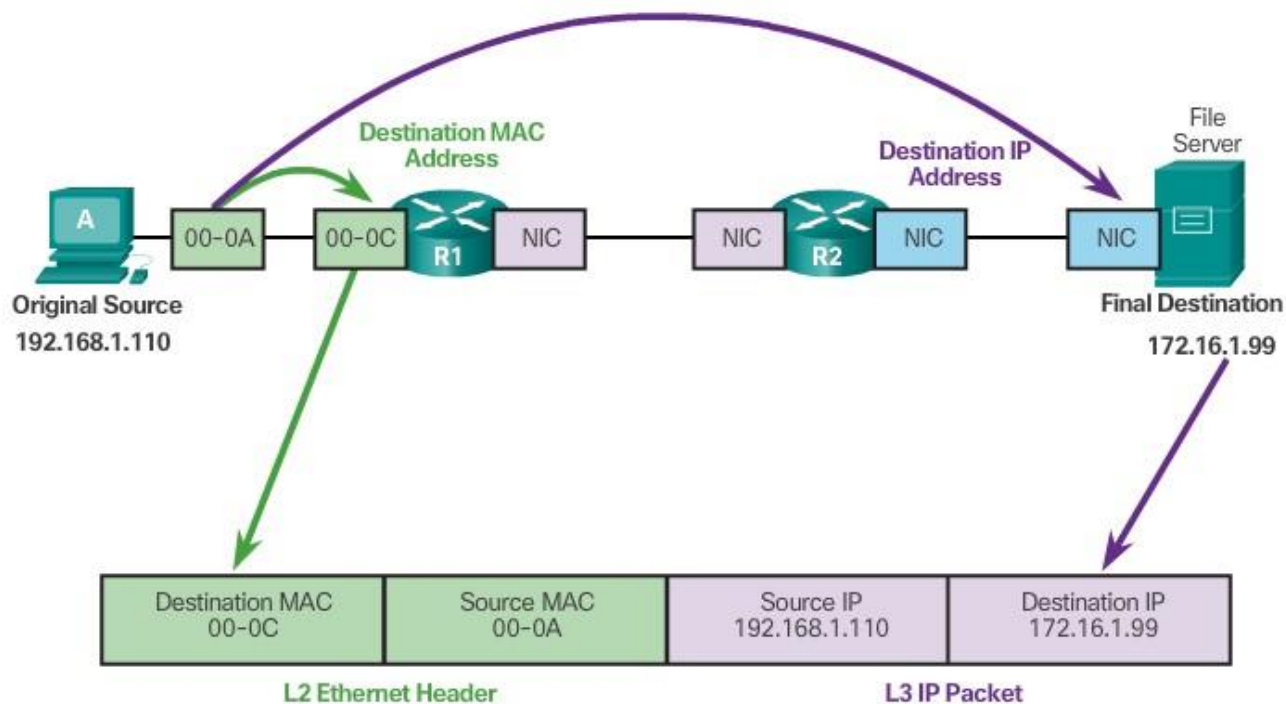 File
Server
Destination MAC
Address
Destination IP
Address
A
00-0A
00-0C
R1
NIC
NIC
R2
NIC
NIC
Original Source
192.168.1.110
Final Destination
172.16.1.99
Destination MAC
00-0C
Source MAC
00-0A
Source IP
192.168.1.110
Destination IP
172.16.1.99
L2 Ethernet Header
L3 IP Packet